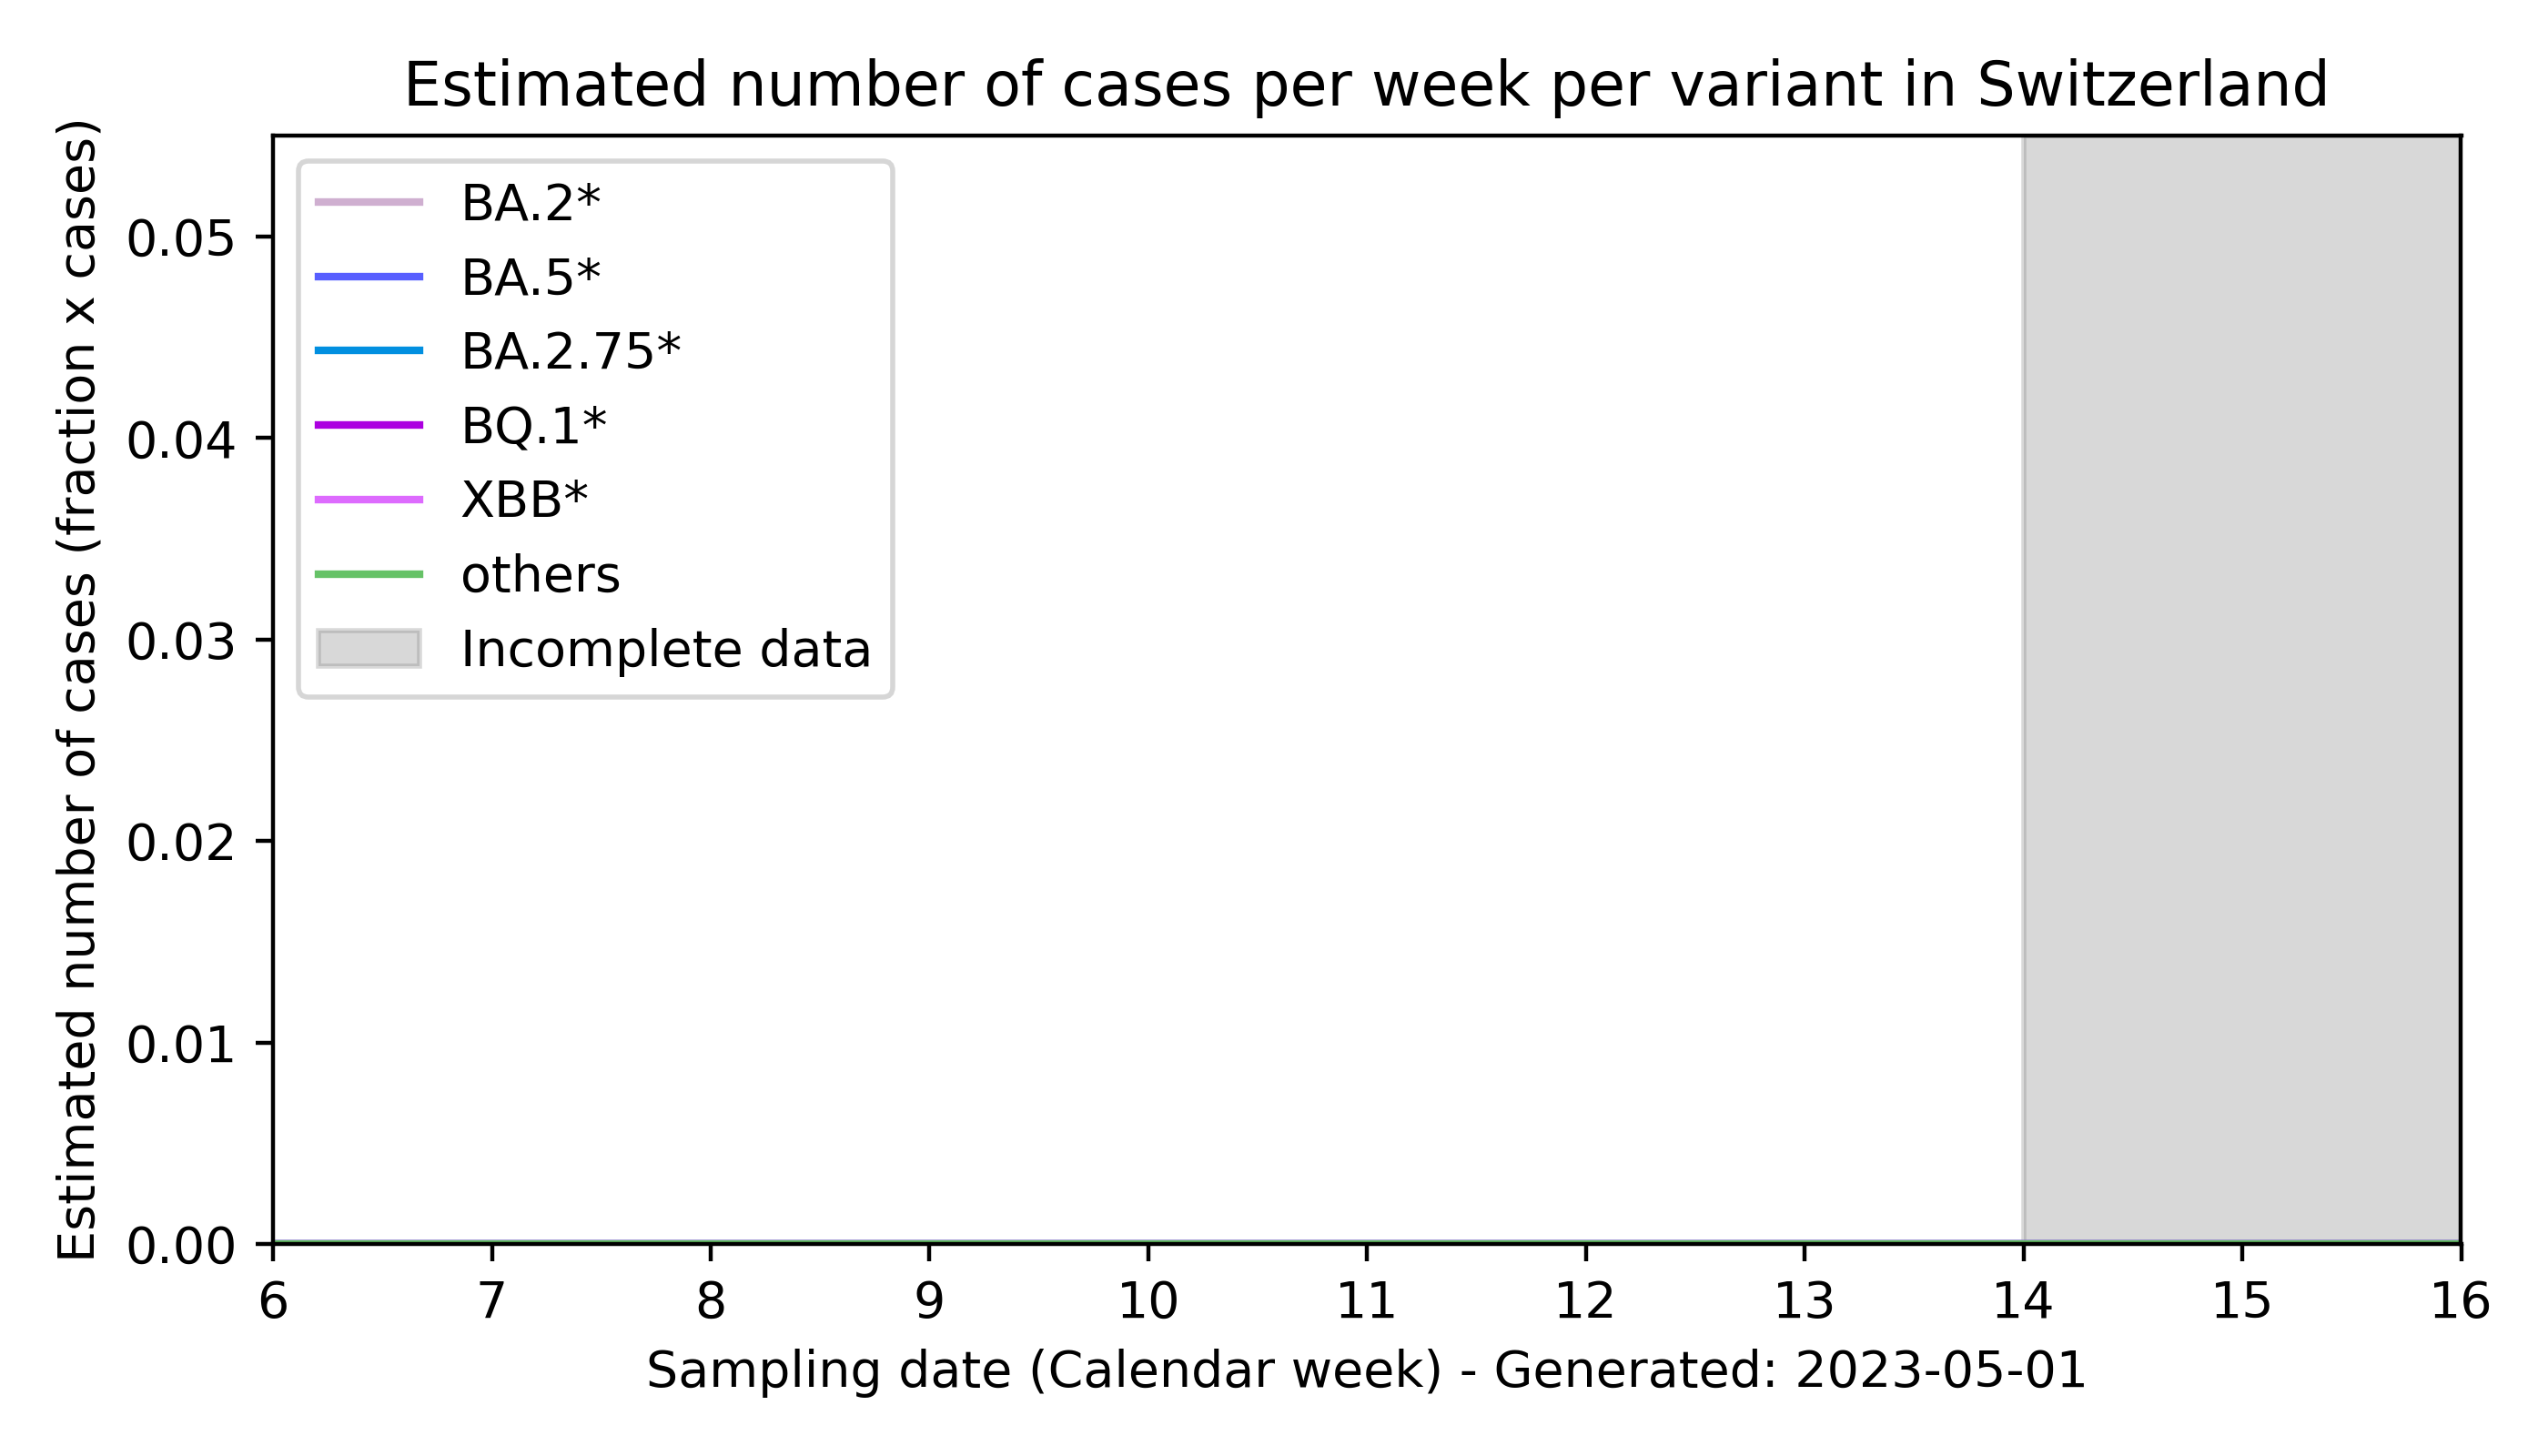 Estimated number of cases per week per variant in Switzerland
Estimated number of cases (fraction x cases)
0.05
0.04
0.03
0.02
0.01
0.00
BA.2*
BA.5*
BA.2.75*
BQ.1*
XBB*
others
Incomplete data
6 7 8 9 10 11 12 13 14 15 16
Sampling date (Calendar week) - Generated: 2023-05-01